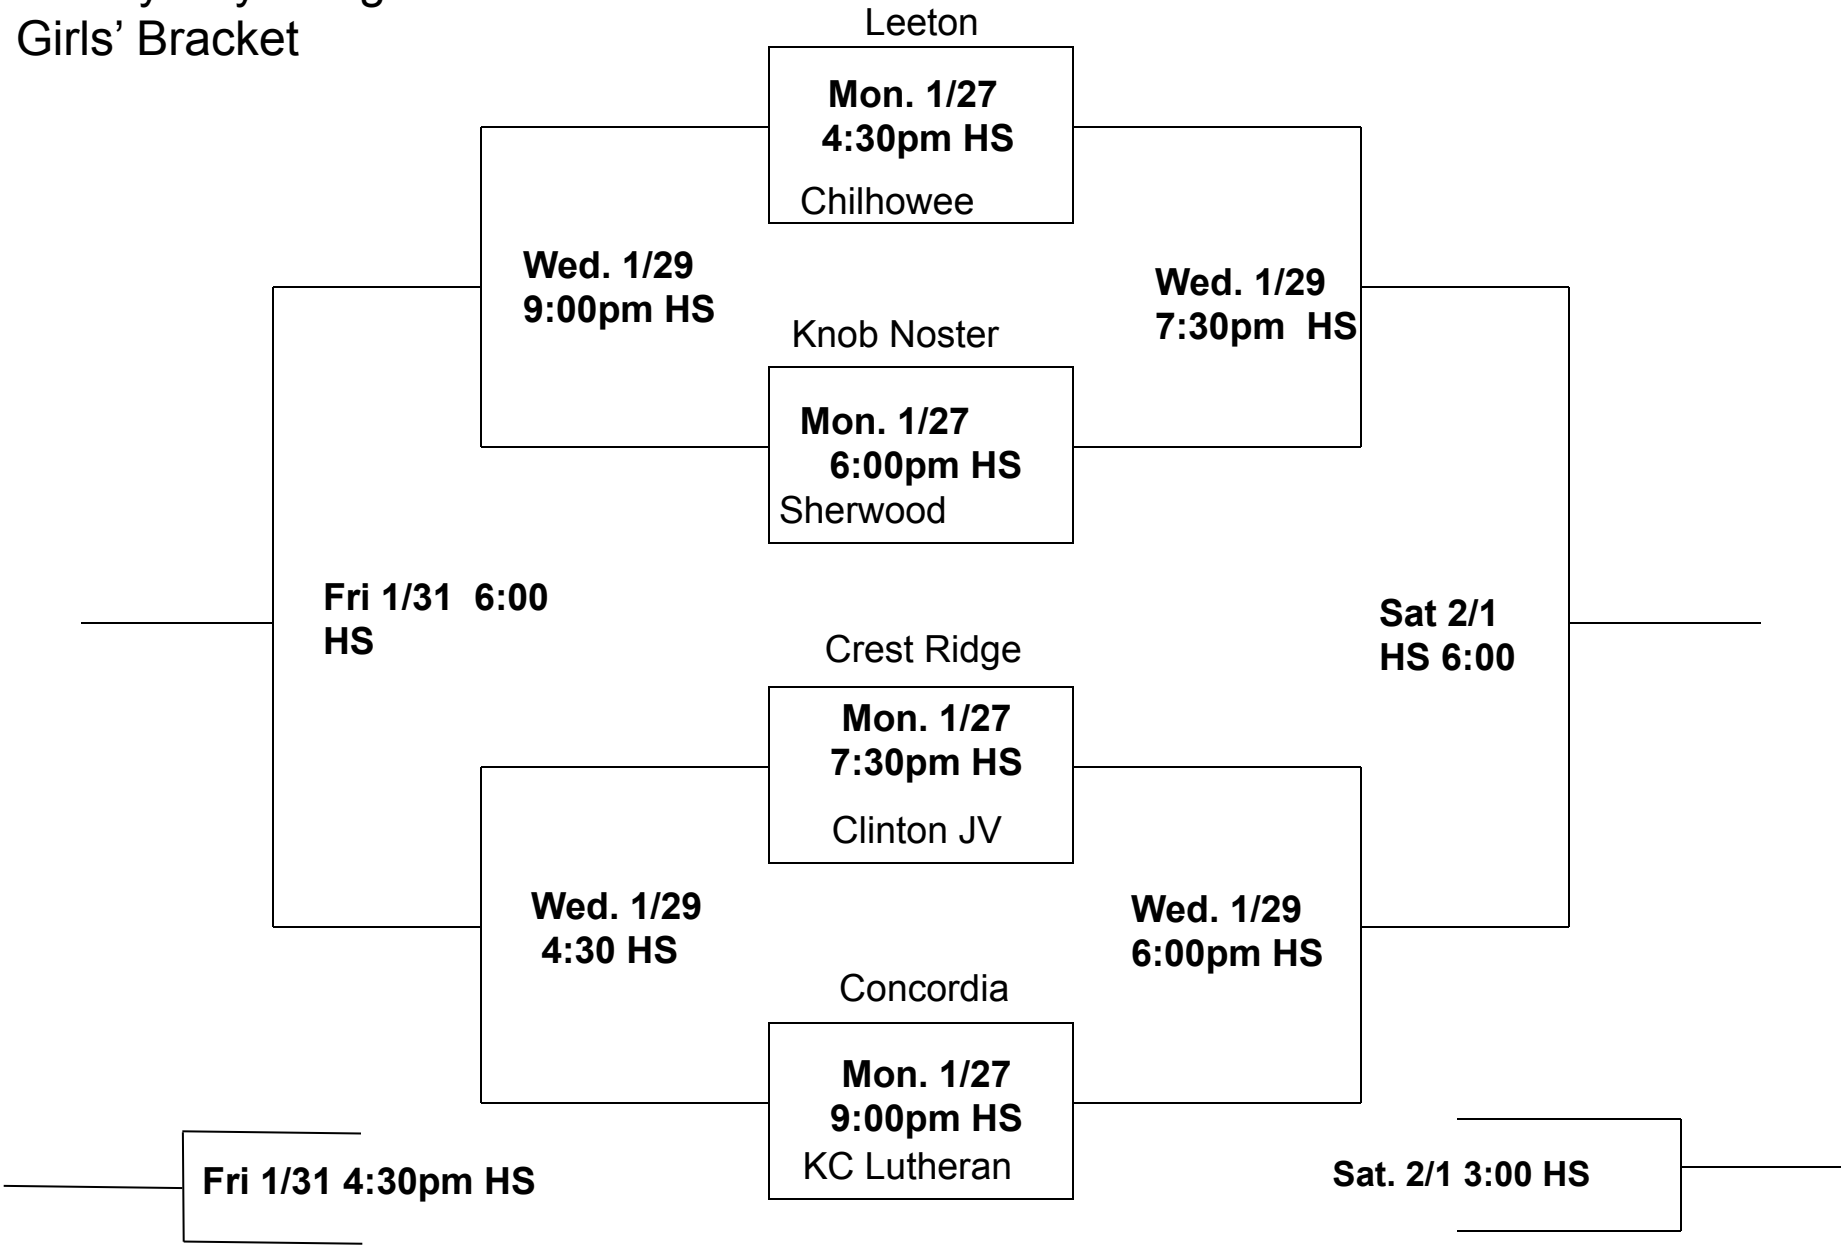 Girls’ Bracket
Leeton
Mon. 1/27
4:30pm HS
Chilhowee
Wed. 1/29
9:00pm HS
Wed. 1/29
7:30pm  HS
Knob Noster
Mon. 1/27
6:00pm HS
Sherwood
Fri 1/31  6:00
HS
Sat 2/1
HS 6:00
Crest Ridge
Mon. 1/27
7:30pm HS
Clinton JV
Wed. 1/29
4:30 HS
Wed. 1/29
6:00pm HS
Concordia
Mon. 1/27
9:00pm HS
KC Lutheran
Fri 1/31 4:30pm HS
Sat. 2/1 3:00 HS